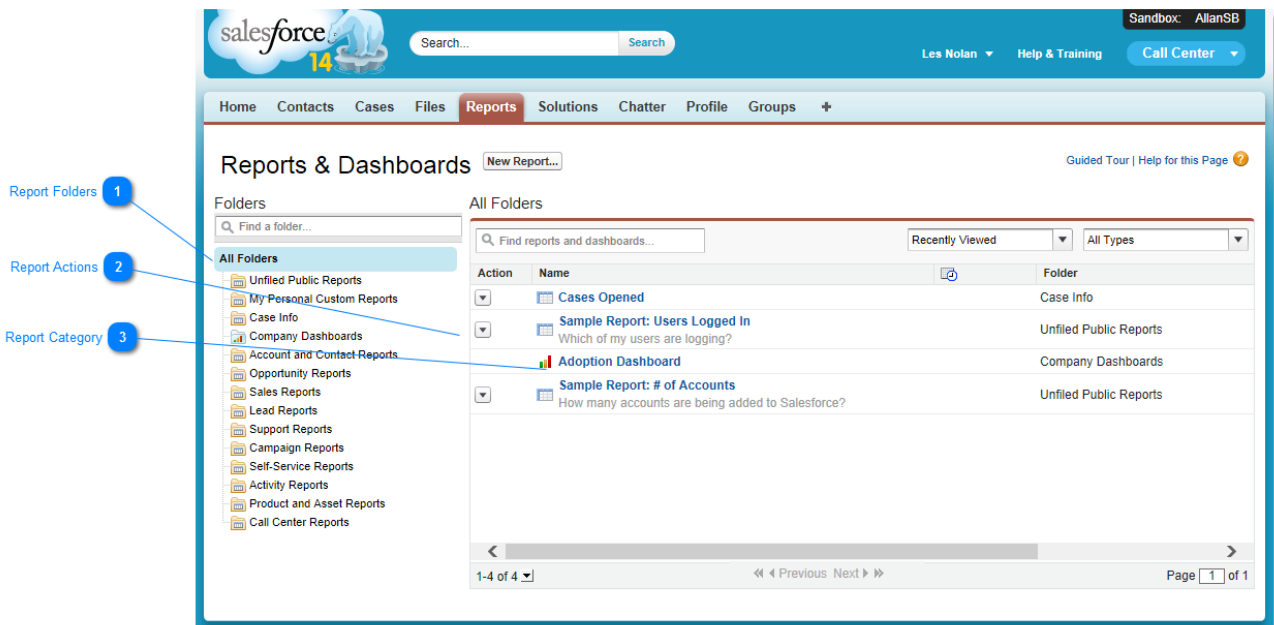 Sandbox: AllanSB
salesforce
14
Search...
Search
Les Nolan
Help & Training
Call Center
Home Contacts Cases Files Reports Solutions Chatter Profile Groups +
Reports & Dashboards
New Report...
Guided Tour | Help for this Page ?
Report Folders 1
Report Actions 2
Report Category 3
Folders
Find a folder...
All Folders
Unfiled Public Reports
My Personal Custom Reports
Case Info
Company Dashboards
Account and Contact Reports
Opportunity Reports
Sales Reports
Lead Reports
Support Reports
Campaign Reports
Self-Service Reports
Activity Reports
Product and Asset Reports
Call Center Reports
All Folders
Find reports and dashboards...
Recently Viewed
All Types
Action Name Folder
Cases Opened Case Info
Sample Report: Users Logged In Unfiled Public Reports
Which of my users are logging?
Adoption Dashboard Company Dashboards
Sample Report: # of Accounts Unfiled Public Reports
How many accounts are being added to Salesforce?
1-4 of 4
Previous Next
Page 1 of 1